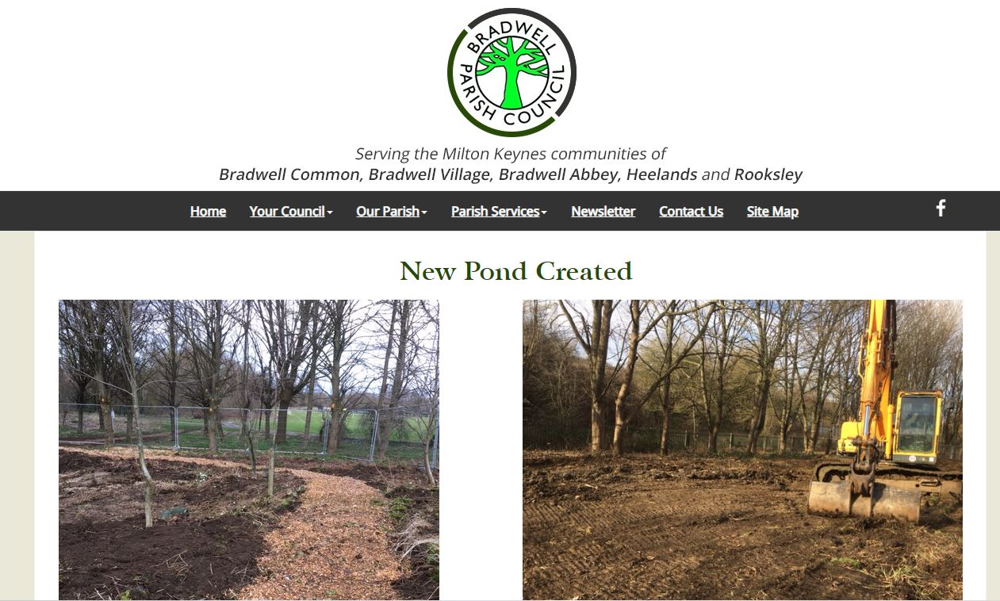 BRADWELL
PARISH COUNCIL
Serving the Milton Keynes communities of
Bradwell Common, Bradwell Village, Bradwell Abbey, Heelands and Rooksley
Home Your Council Our Parish Parish Services Newsletter Contact Us Site Map
New Pond Created